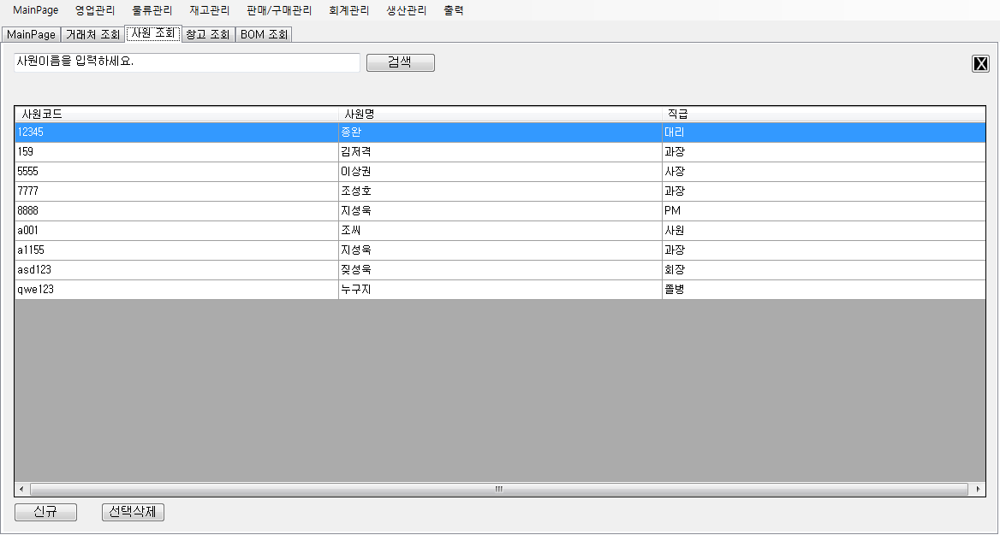 MainPage 영업관리 물류관리 재고관리 판매/구매관리 회계관리 생산관리 출력
MainPage 거래처 조회 사원 조회 창고 조회 BOM 조회
사원이름을 입력하세요. 검색 X
사원코드 사원명 직급
12345 종완 대리
159 김저격 과장
5555 이상권 사장
7777 조성호 과장
8888 지성욱 PM
a001 조씨 사원
a1155 지성욱 과장
asd123 짖성욱 회장
qwe123 누구지 쫄병
신규 선택삭제